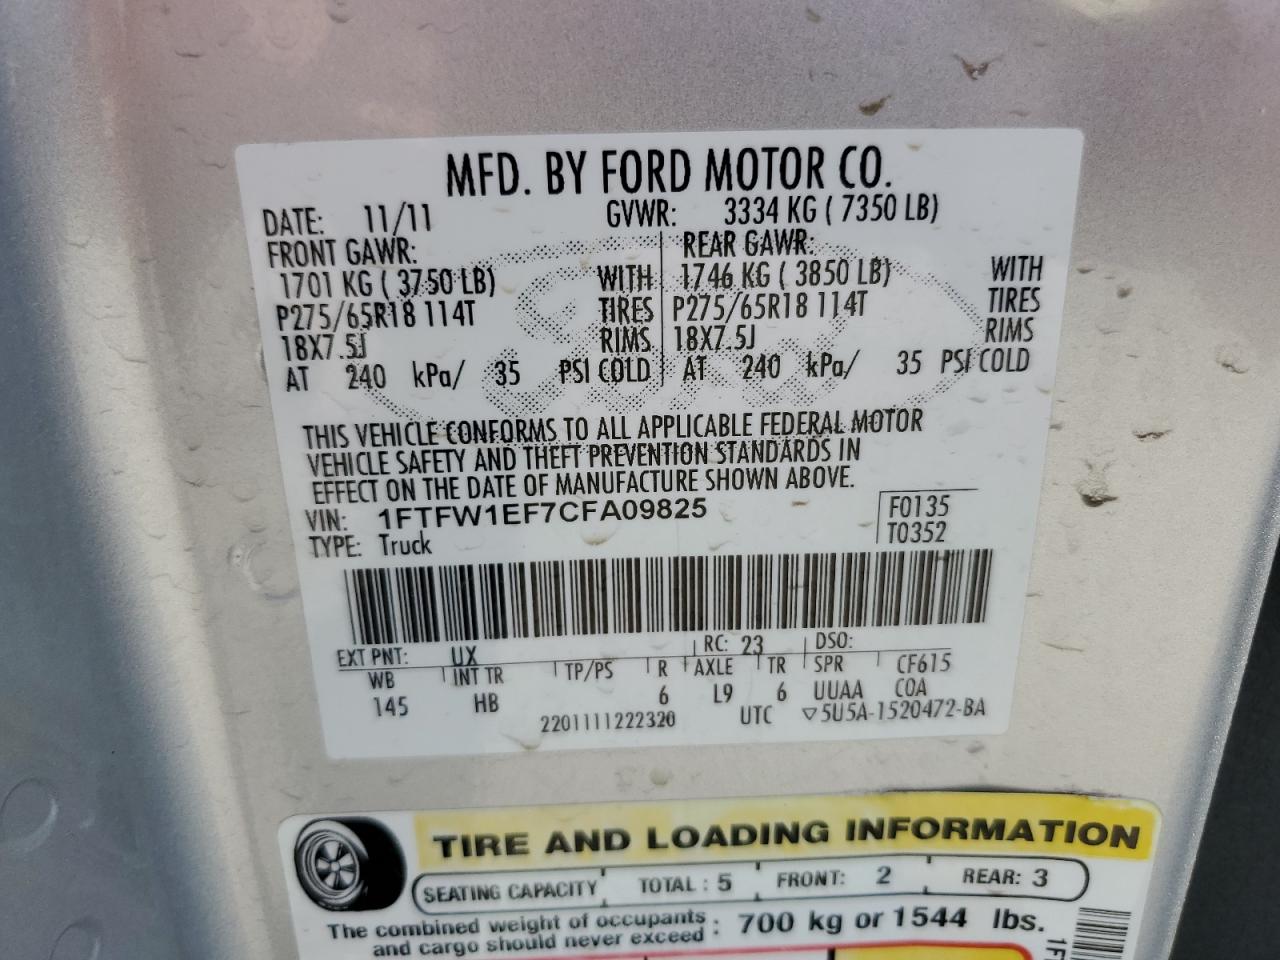 MFD. BY FORD MOTOR CO.
DATE: 11/11 GVWR: 3334 KG ( 7350 LB)
FRONT GAWR: REAR GAWR:
1701 KG ( 3750 LB) WITH 1746 KG ( 3850 LB) WITH
P275/65R18 114T TIRES P275/65R18 114T TIRES
18X7.5J RIMS 18X7.5J RIMS
AT 240 kPa/ 35 PSI COLD AT 240 kPa/ 35 PSI COLD
THIS VEHICLE CONFORMS TO ALL APPLICABLE FEDERAL MOTOR
VEHICLE SAFETY AND THEFT PREVENTION STANDARDS IN
EFFECT ON THE DATE OF MANUFACTURE SHOWN ABOVE.
VIN: 1FTFW1EF7CFA09825 F0135
TYPE: Truck T0352
EXT PNT: UX RC: 23 DSO:
WB INT TR TP/PS R AXLE TR SPR CF615
145 HB 6 L9 6 UUAA COA
2201111222320 UTC ▽5U5A-1520472-BA
TIRE AND LOADING INFORMATION
SEATING CAPACITY TOTAL : 5 FRONT: 2 REAR: 3
The combined weight of occupants : 700 kg or 1544 lbs.
and cargo should never exceed
1F